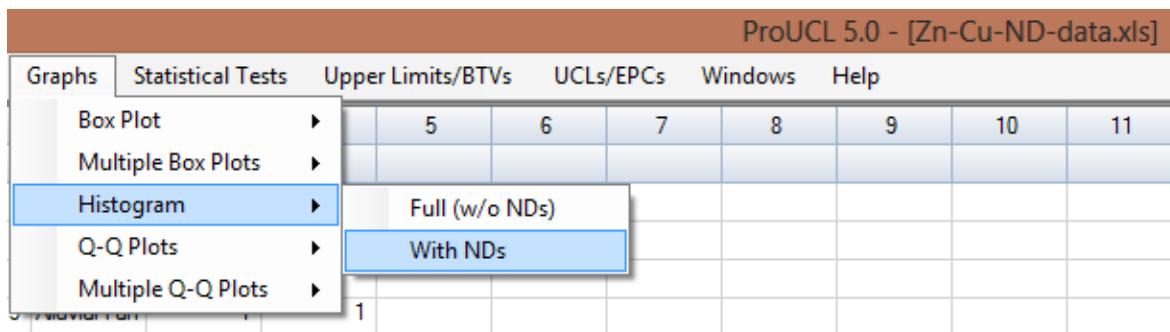 ProUCL 5.0 - [Zn-Cu-ND-data.xls]
Graphs Statistical Tests Upper Limits/BTVs UCLs/EPCs Windows Help
Box Plot 5 6 7 8 9 10 11
Multiple Box Plots
Histogram Full (w/o NDs)
Q-Q Plots With NDs
Multiple Q-Q Plots
1